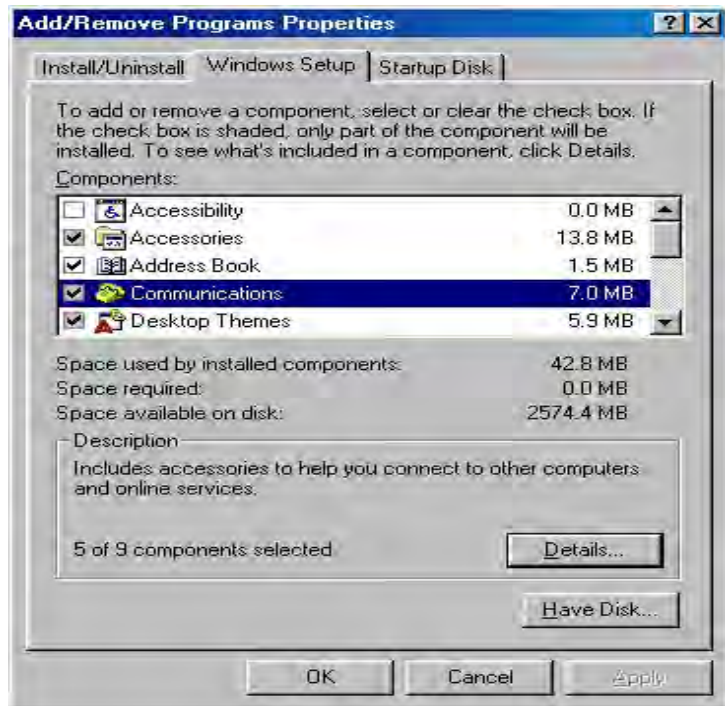 Add/Remove Programs Properties
Install/Uninstall Windows Setup Startup Disk
To add or remove a component, select or clear the check box. If
the check box is shaded, only part of the component will be
installed. To see what's included in a component, click Details.
Components:
Accessibility 0.0 MB
Accessories 13.8 MB
Address Book 1.5 MB
Communications 7.0 MB
Desktop Themes 5.9 MB
Space used by installed components: 42.8 MB
Space required: 0.0 MB
Space available on disk: 2574.4 MB
Description
Includes accessories to help you connect to other computers
and online services.
5 of 9 components selected
Details...
Have Disk...
OK Cancel Apply